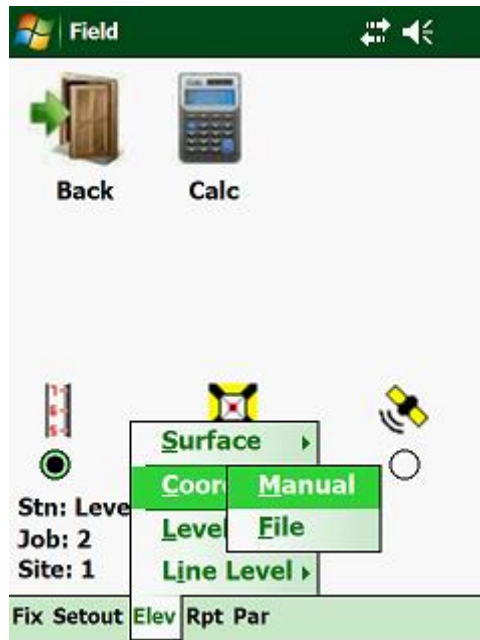 Field
Back Calc
Surface
Coor Manual
Stn: Leve
Level File
Job: 2
Site: 1 Line Level
Fix Setout Elev Rpt Par